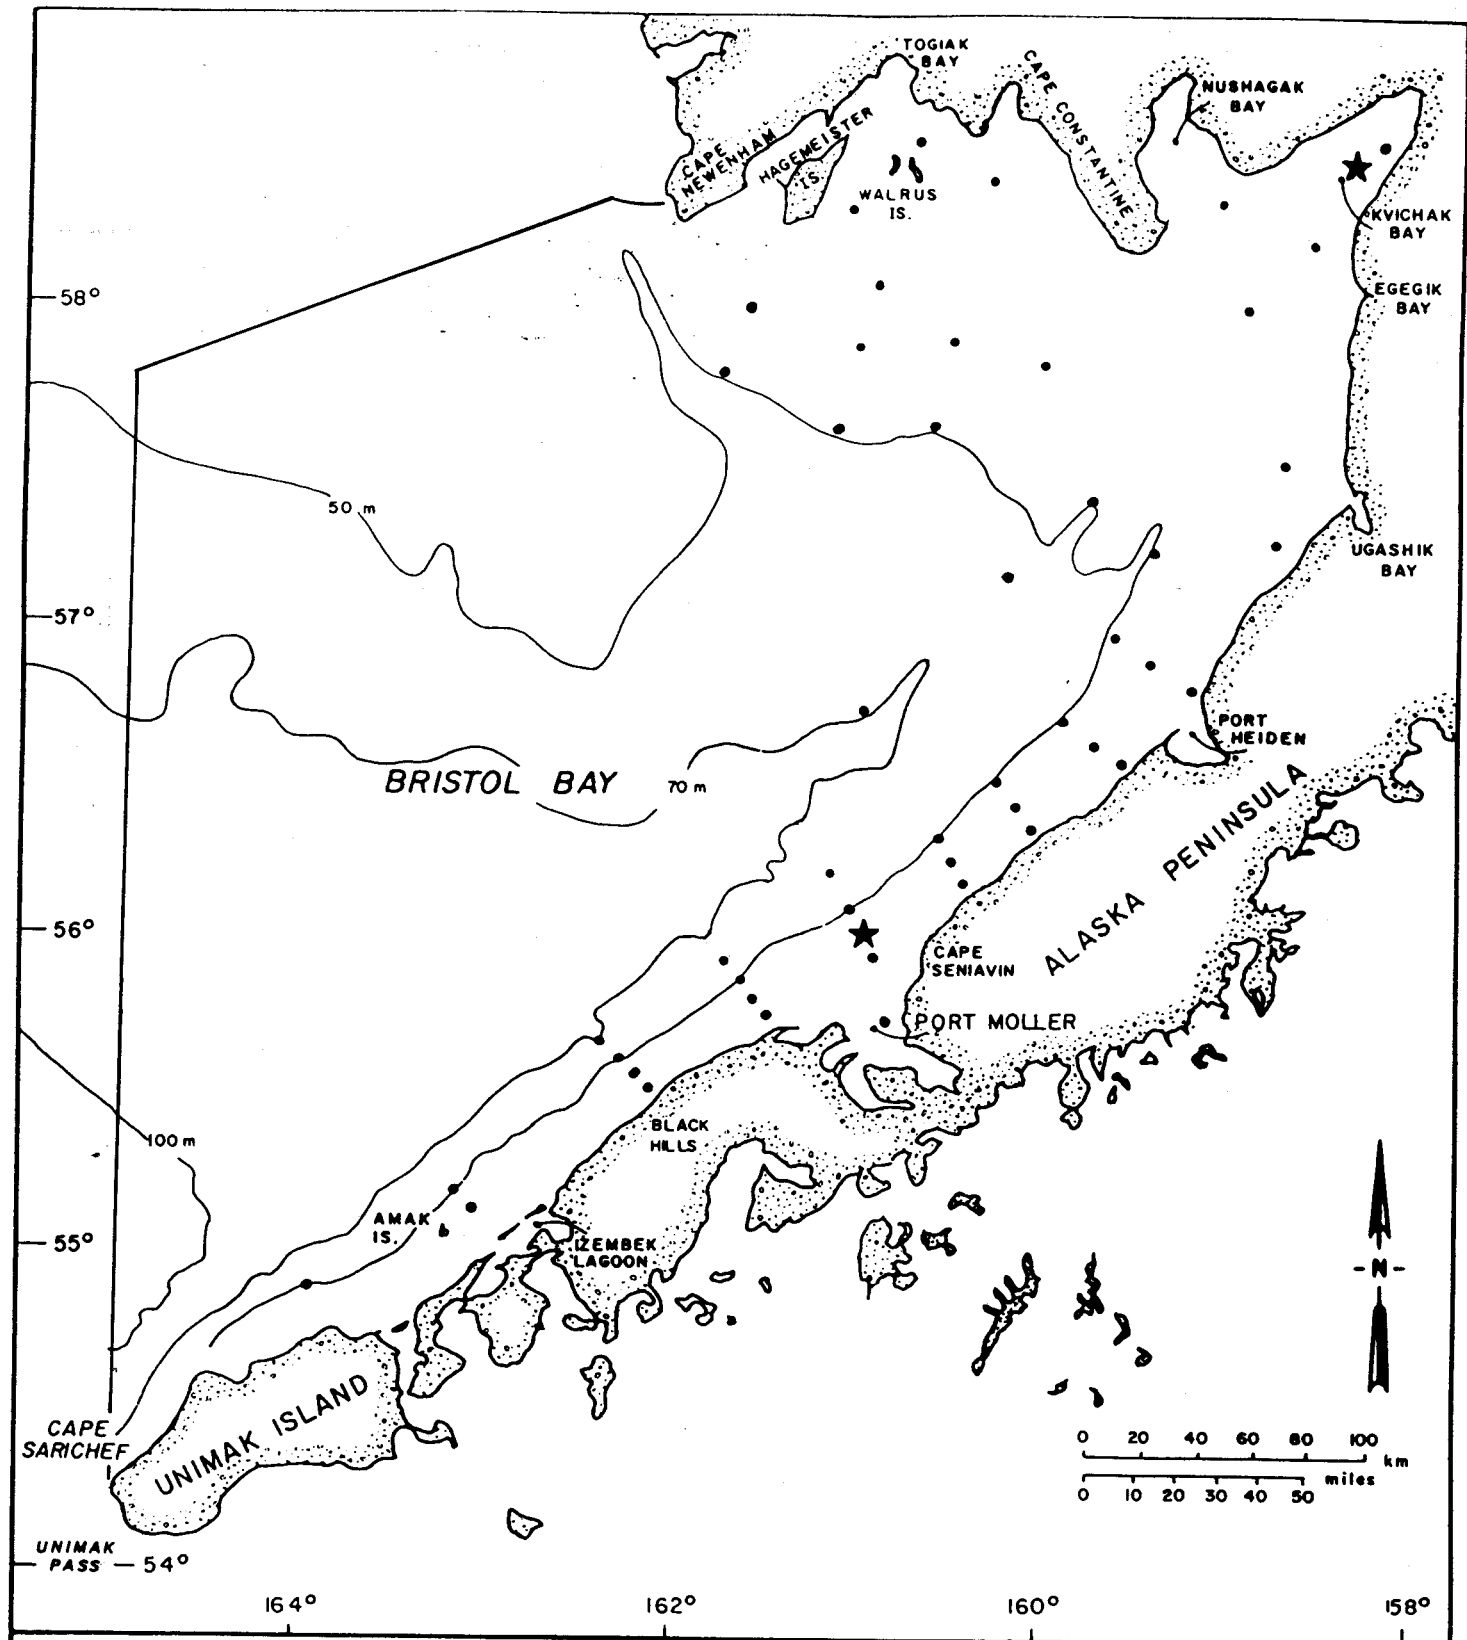 TOGIAK
BAY
CAPE CONSTANTINE
NUSHAGAK
BAY
CAPE
NEWENHAM
HAGEMEISTER
IS.
WALRUS
IS.
KVICHAK
BAY
58°
EGEGIK
BAY
50 m
UGASHIK
BAY
57°
PORT
HEIDEN
BRISTOL BAY
70 m
ALASKA PENINSULA
56°
CAPE
SENIAVIN
PORT MOLLER
100 m
BLACK
HILLS
AMAK
IS.
55°
IZEMBEK
LAGOON
-N-
UNIMAK ISLAND
CAPE
SARICHEF
0 20 40 60 80 100
km
miles
0 10 20 30 40 50
UNIMAK
PASS
54°
164° 162° 160° 158°